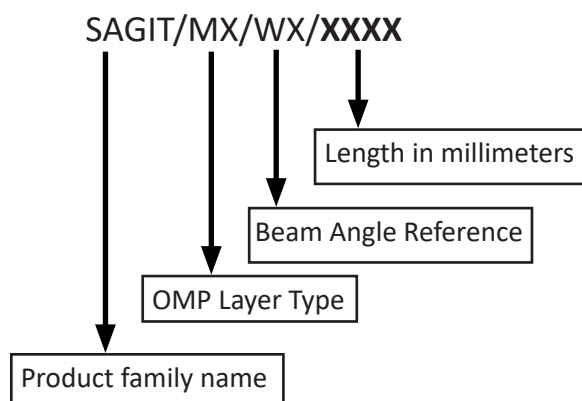 SAGIT/MX/WX/XXXX
Length in millimeters
Beam Angle Reference
OMP Layer Type
Product family name